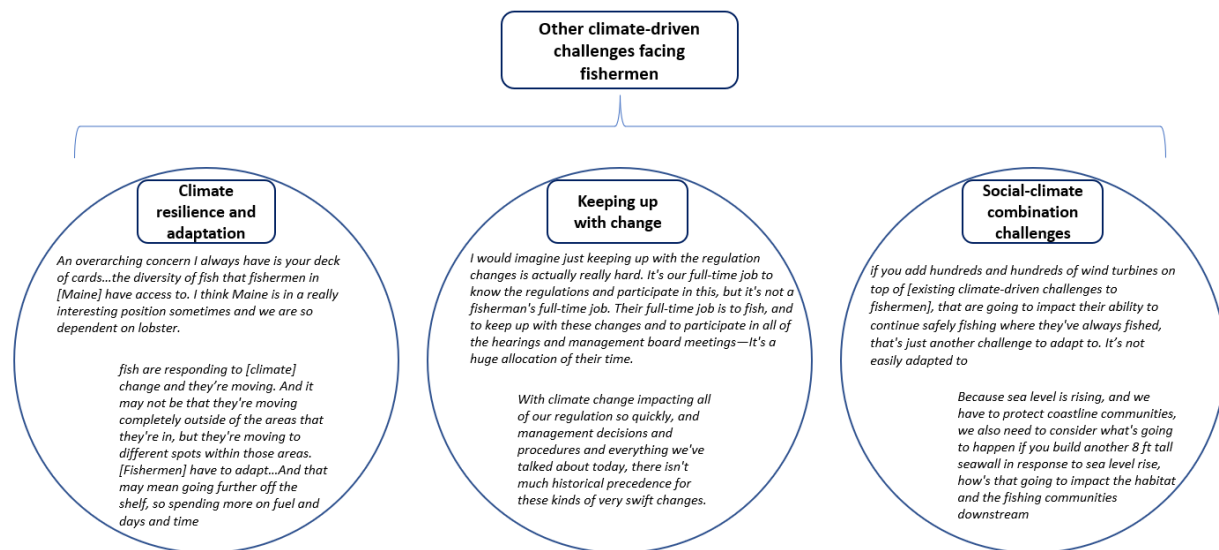 Other climate-driven
challenges facing
fishermen
Climate
resilience and
adaptation
An overarching concern I always have is your deck
of cards...the diversity of fish that fishermen in
[Maine] have access to. I think Maine is in a really
interesting position sometimes and we are so
dependent on lobster.
fish are responding to [climate]
change and they’re moving. And it
may not be that they're moving
completely outside of the areas that
they're in, but they're moving to
different spots within those areas.
[Fishermen] have to adapt...And that
may mean going further off the
shelf, so spending more on fuel and
days and time
Keeping up
with change
I would imagine just keeping up with the regulation
changes is actually really hard. It's our full-time job to
know the regulations and participate in this, but it's not a
fisherman's full-time job. Their full-time job is to fish, and
to keep up with these changes and to participate in all of
the hearings and management board meetings—It's a
huge allocation of their time.
With climate change impacting all
of our regulation so quickly, and
management decisions and
procedures and everything we've
talked about today, there isn't
much historical precedence for
these kinds of very swift changes.
Social-climate
combination
challenges
if you add hundreds and hundreds of wind turbines on
top of [existing climate-driven challenges to
fishermen], that are going to impact their ability to
continue safely fishing where they've always fished,
that's just another challenge to adapt to. It’s not
easily adapted to
Because sea level is rising, and we
have to protect coastline communities,
we also need to consider what's going
to happen if you build another 8 ft tall
seawall in response to sea level rise,
how's that going to impact the habitat
and the fishing communities
downstream